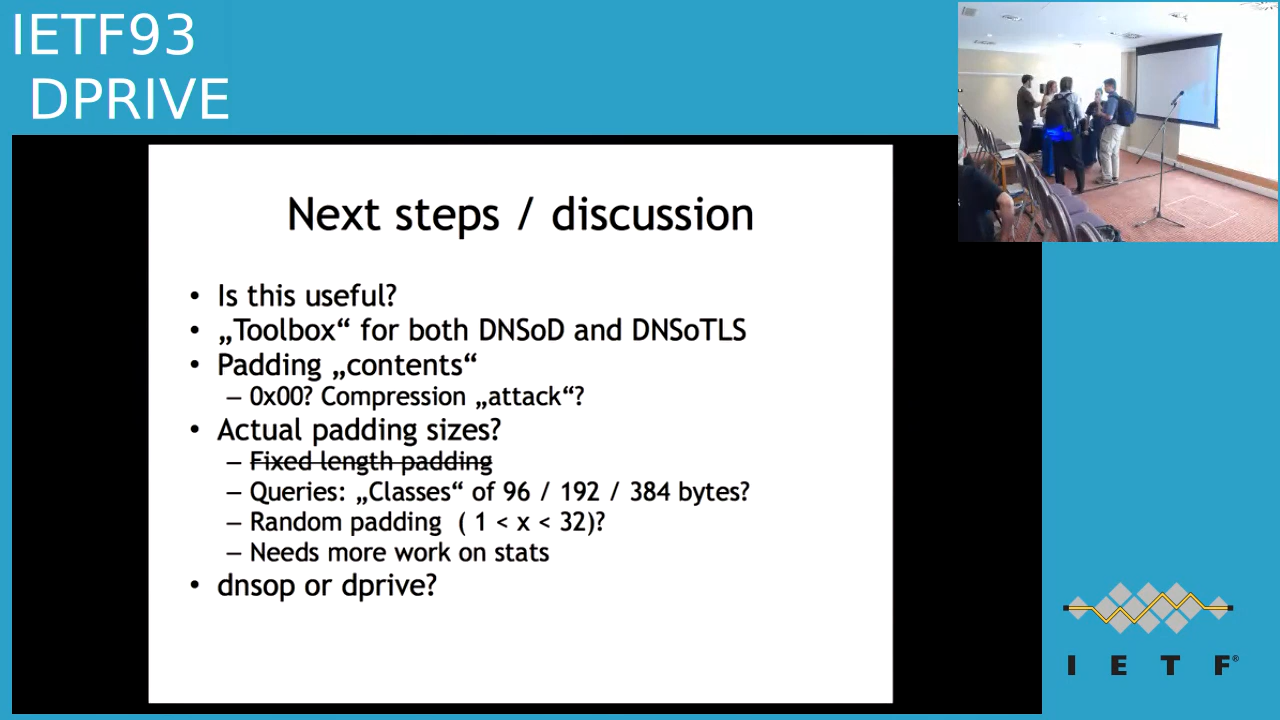 IETF93
DPRIVE
Next steps / discussion
• Is this useful?
• „Toolbox“ for both DNSoD and DNSoTLS
• Padding „contents“
– 0x00? Compression „attack“?
• Actual padding sizes?
– Fixed length padding
– Queries: „Classes“ of 96 / 192 / 384 bytes?
– Random padding ( 1 < x < 32)?
– Needs more work on stats
• dnsop or dprive?
I E T F®